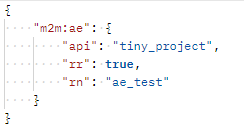 {
    "m2m:ae": {
        "api": "tiny_project",
        "rr": true,
        "rn": "ae_test"
    }
}